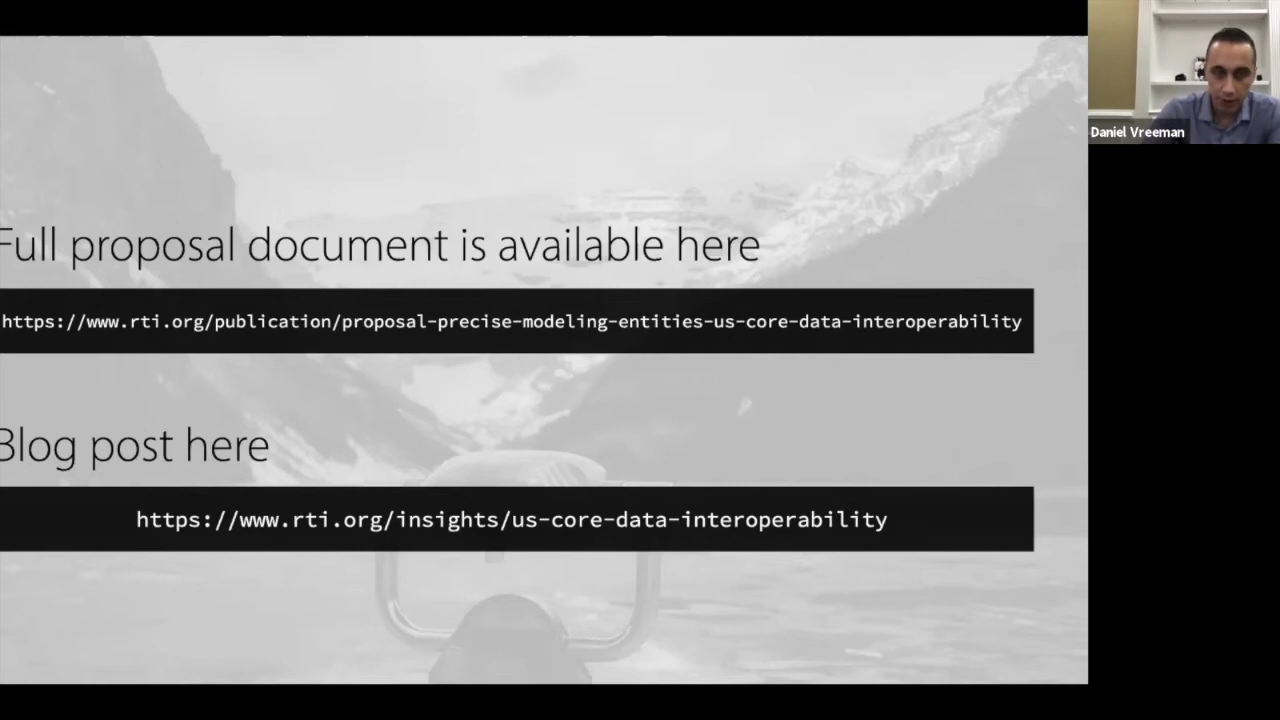 Full proposal document is available here
https://www.rti.org/publication/proposal-precise-modeling-entities-us-core-data-interoperability
Blog post here
https://www.rti.org/insights/us-core-data-interoperability
Daniel Vreeman